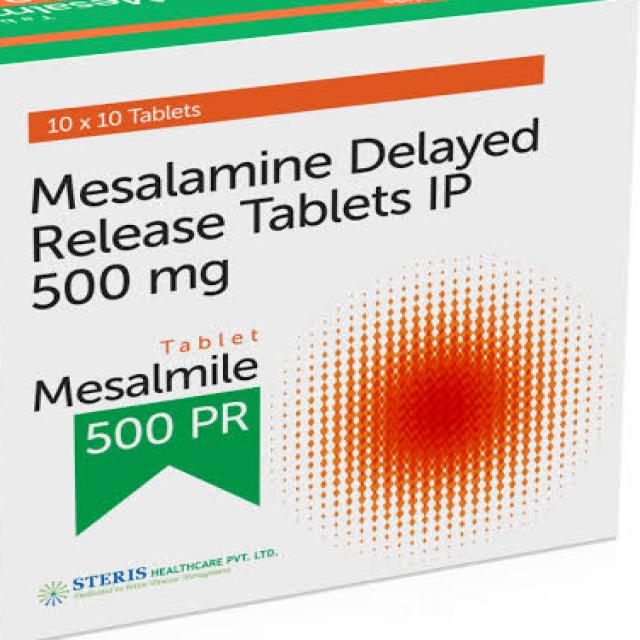 10 x 10 Tablets
Mesalamine Delayed
Release Tablets IP
500 mg
Tablet
Mesalmile
500 PR
STERIS HEALTHCARE PVT. LTD.